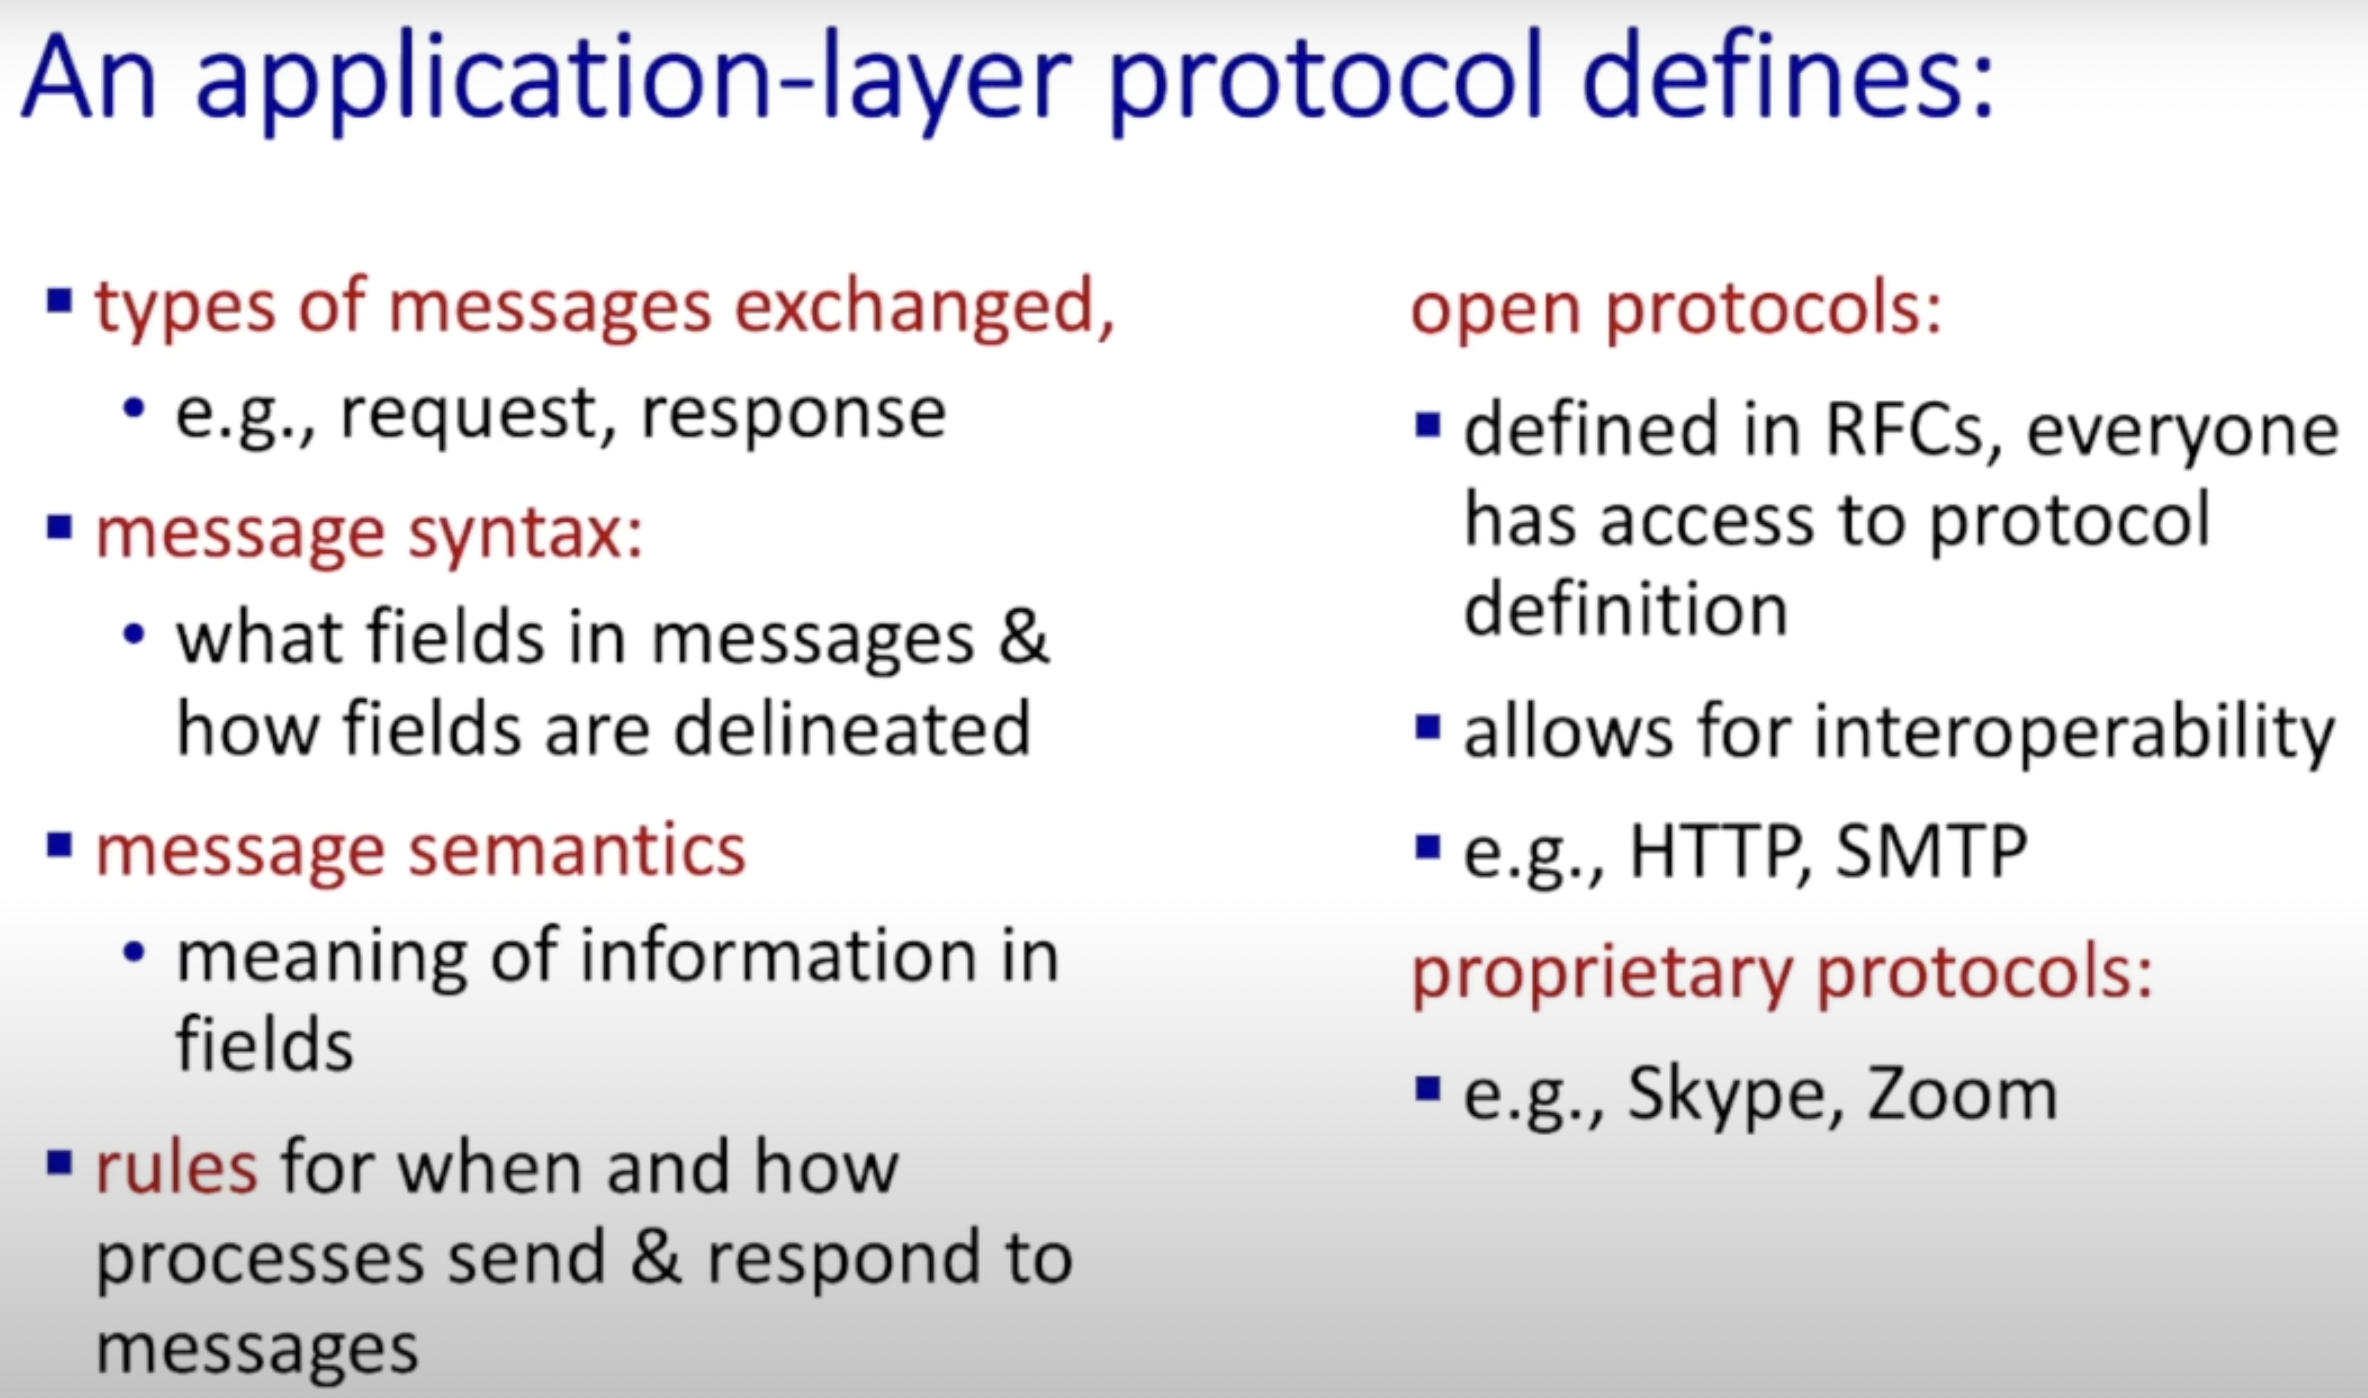 An application-layer protocol defines:
▪ types of messages exchanged,
• e.g., request, response
▪ message syntax:
• what fields in messages &
how fields are delineated
▪ message semantics
• meaning of information in
fields
▪ rules for when and how
processes send & respond to
messages
open protocols:
▪ defined in RFCs, everyone
has access to protocol
definition
▪ allows for interoperability
▪ e.g., HTTP, SMTP
proprietary protocols:
▪ e.g., Skype, Zoom